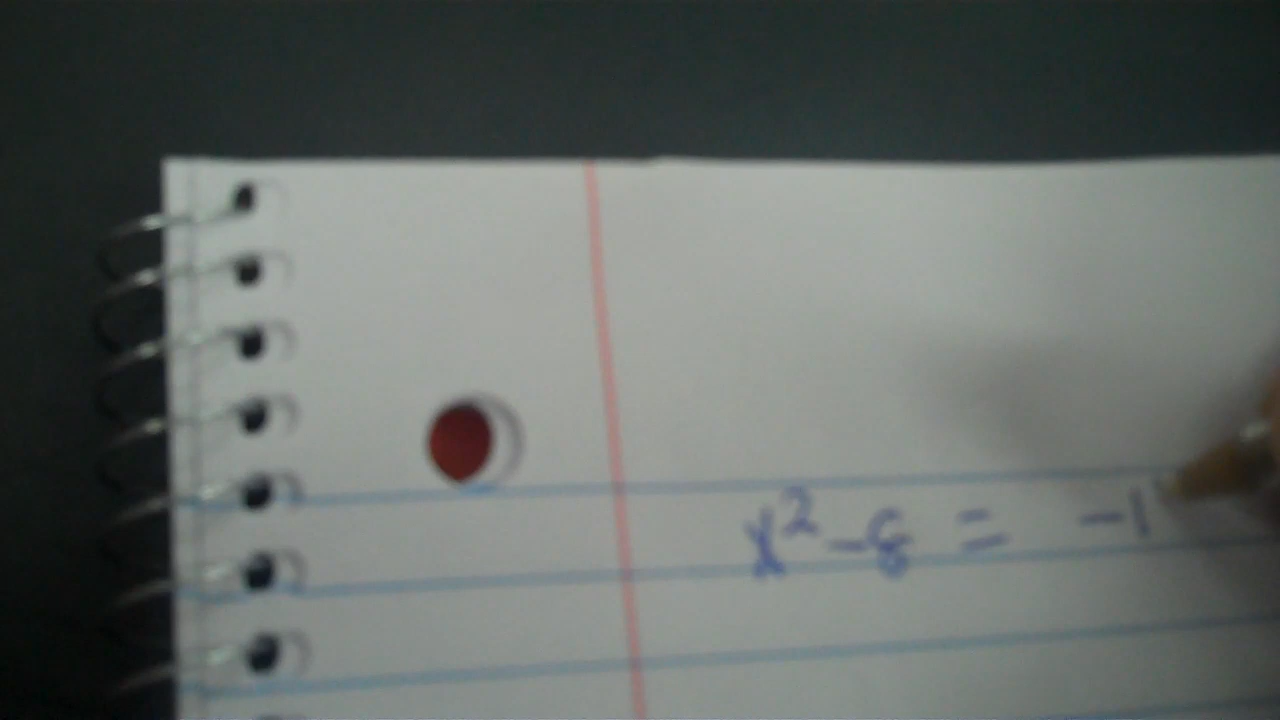 x² - 8 = -1